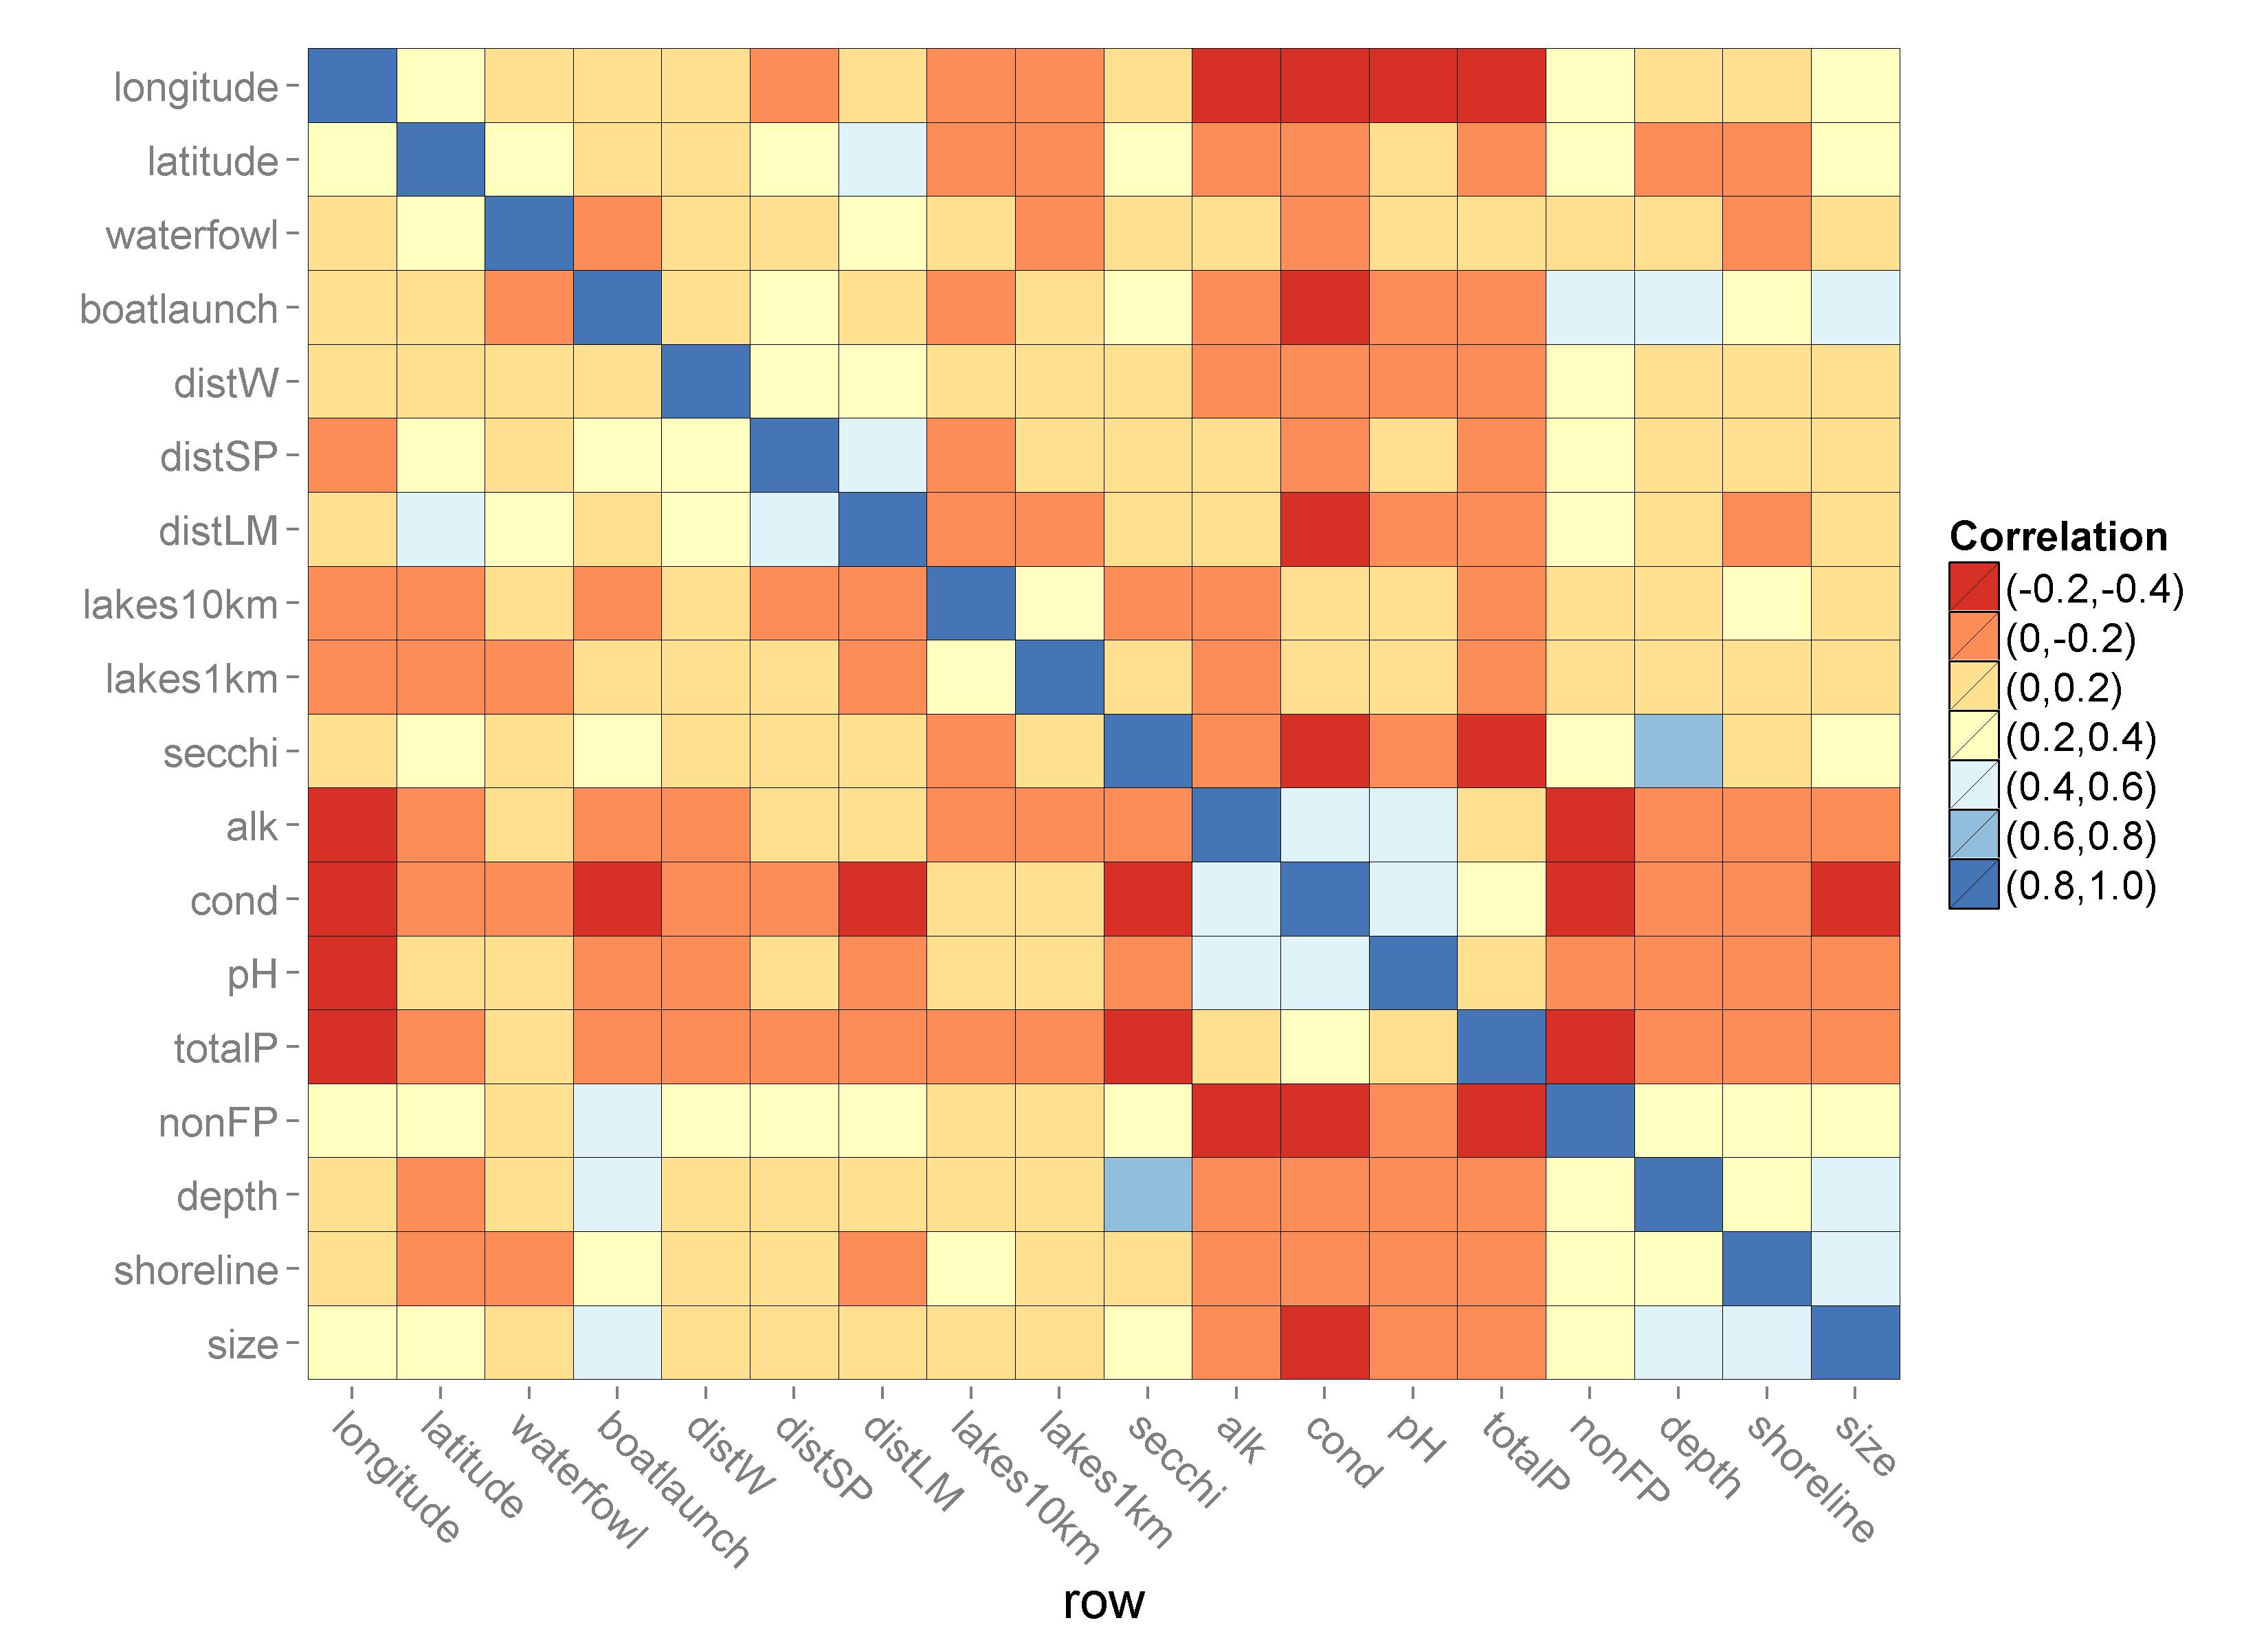 longitude
latitude
waterfowl
boatlaunch
distW
distSP
distLM
lakes10km
lakes1km
secchi
alk
cond
pH
totalP
nonFP
depth
shoreline
size
longitude
latitude
waterfowl
boatlaunch
distW
distSP
distLM
lakes10km
lakes1km
secchi
alk
cond
pH
totalP
nonFP
depth
shoreline
size
row
Correlation
(-0.2,-0.4)
(0,-0.2)
(0,0.2)
(0.2,0.4)
(0.4,0.6)
(0.6,0.8)
(0.8,1.0)